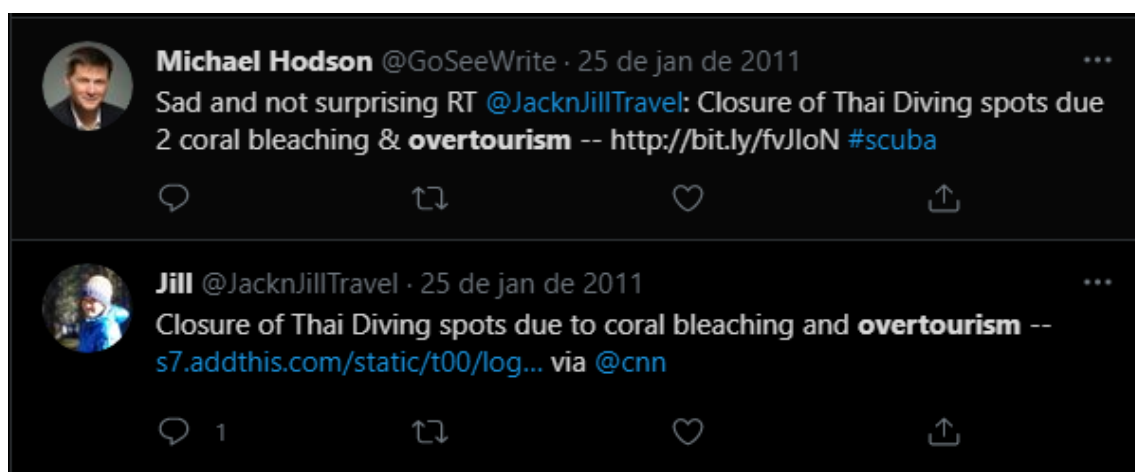 Michael Hodson @GoSeeWrite · 25 de jan de 2011
Sad and not surprising RT @JacknJillTravel: Closure of Thai Diving spots due
2 coral bleaching & overtourism -- http://bit.ly/fvJIoN #scuba
Jill @JacknJillTravel · 25 de jan de 2011
Closure of Thai Diving spots due to coral bleaching and overtourism --
s7.addthis.com/static/t00/log... via @cnn
1